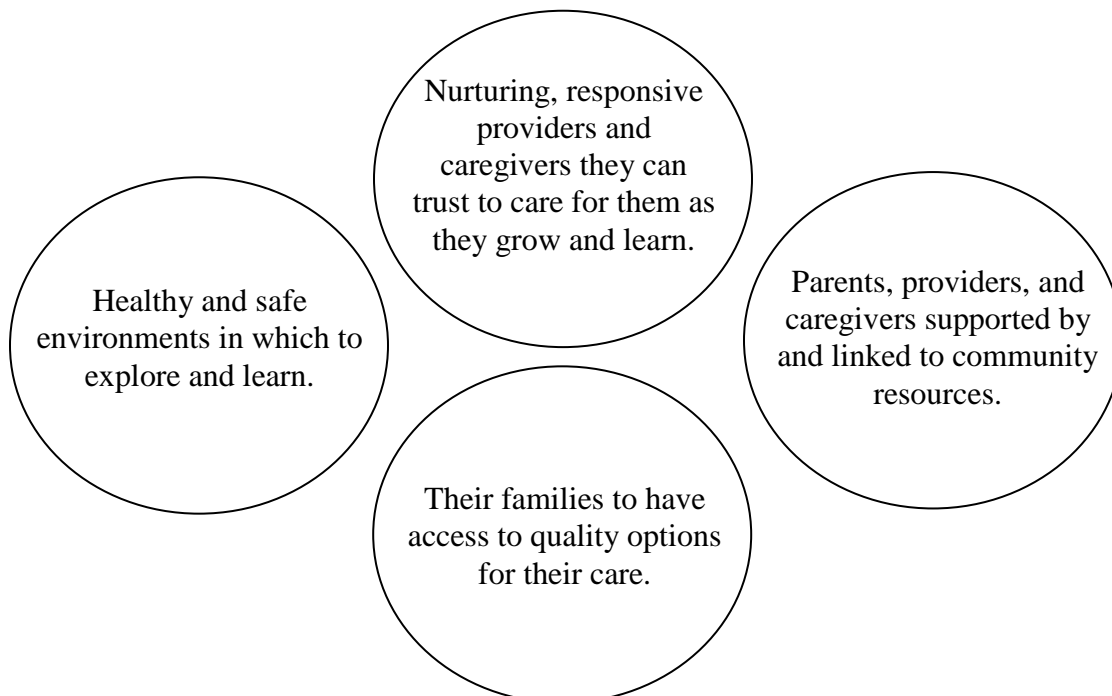 Nurturing, responsive
providers and
caregivers they can
trust to care for them as
they grow and learn.
Healthy and safe
environments in which to
explore and learn.
Parents, providers, and
caregivers supported by
and linked to community
resources.
Their families to have
access to quality options
for their care.